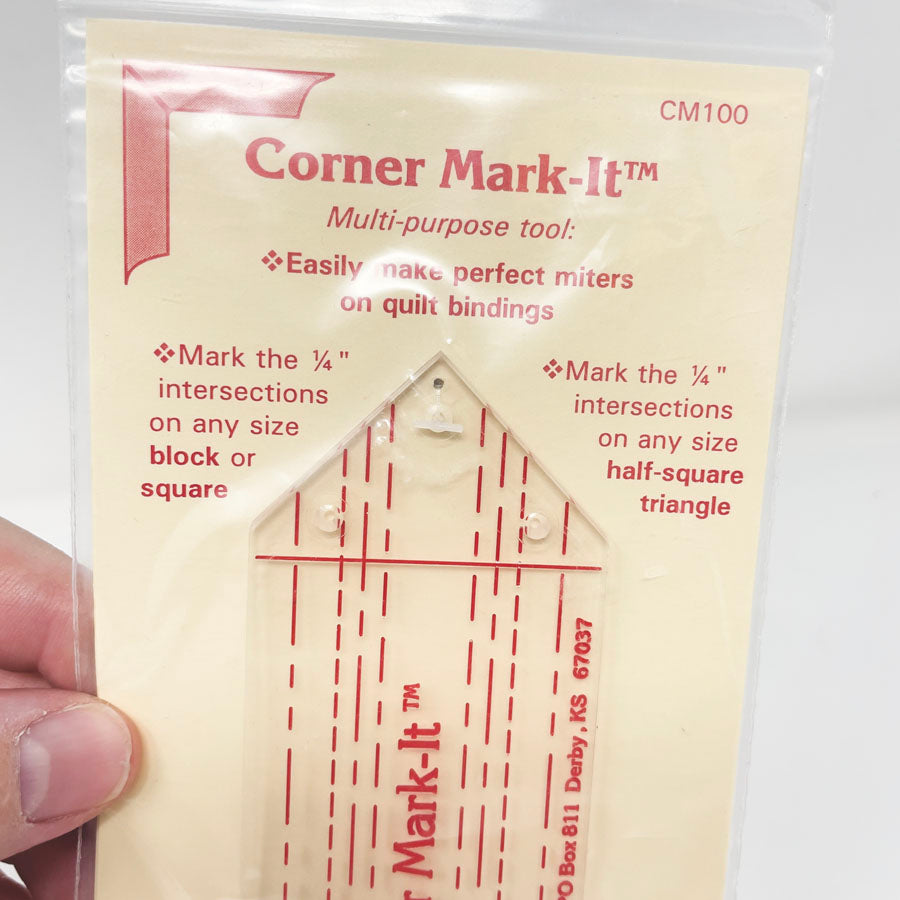 CM100
Corner Mark-It™
Multi-purpose tool:
❖Easily make perfect miters
on quilt bindings
❖Mark the ¼"
intersections
on any size
block or
square
❖Mark the ¼"
intersections
on any size
half-square
triangle
r Mark-It™
PO Box 811 Derby, KS 67037